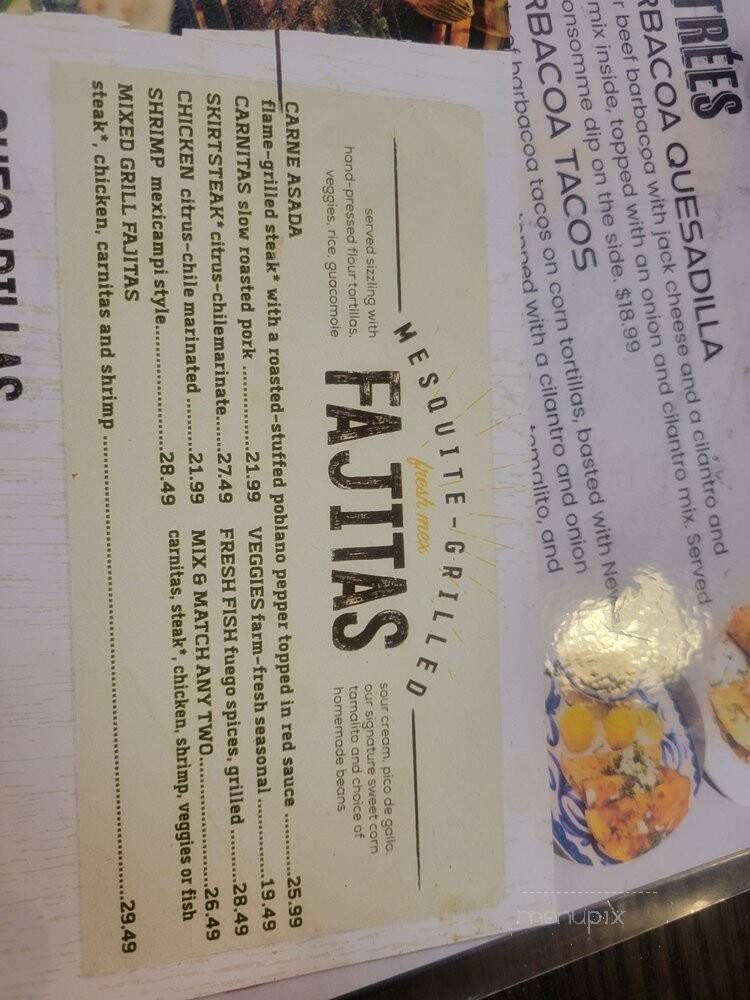 TRÉES
RBACOA QUESADILLA
r beef barbacoa with jack cheese and a cilantro and
mix inside, topped with an onion and cilantro mix. Served
onsomme dip on the side. $18.99
RBACOA TACOS
barbacoa tacos on corn tortillas, basted with New
topped with a cilantro and onion
tamalito, and
MESQUITE-GRILLED
fresh mex
FAJITAS
served sizzling with
hand-pressed flour tortillas,
veggies, rice, guacomole
sour cream, pico de gallo,
our signature sweet corn
tamalito and choice of
homemade beans
CARNE ASADA
flame-grilled steak* with a roasted-stuffed poblano pepper topped in red sauce ..........25.99
CARNITAS slow roasted pork ..............21.99
SKIRTSTEAK* citrus-chilemarinate.......27.49
CHICKEN citrus-chile marinated ..........21.99
SHRIMP mexicampi style......................28.49
VEGGIES farm-fresh seasonal ..............19.49
FRESH FISH fuego spices, grilled ..........28.49
MIX & MATCH ANY TWO......................26.49
carnitas, steak*, chicken, shrimp, veggies or fish
MIXED GRILL FAJITAS
steak*, chicken, carnitas and shrimp ..........................................................................29.49
QUESADILLAS
menupix